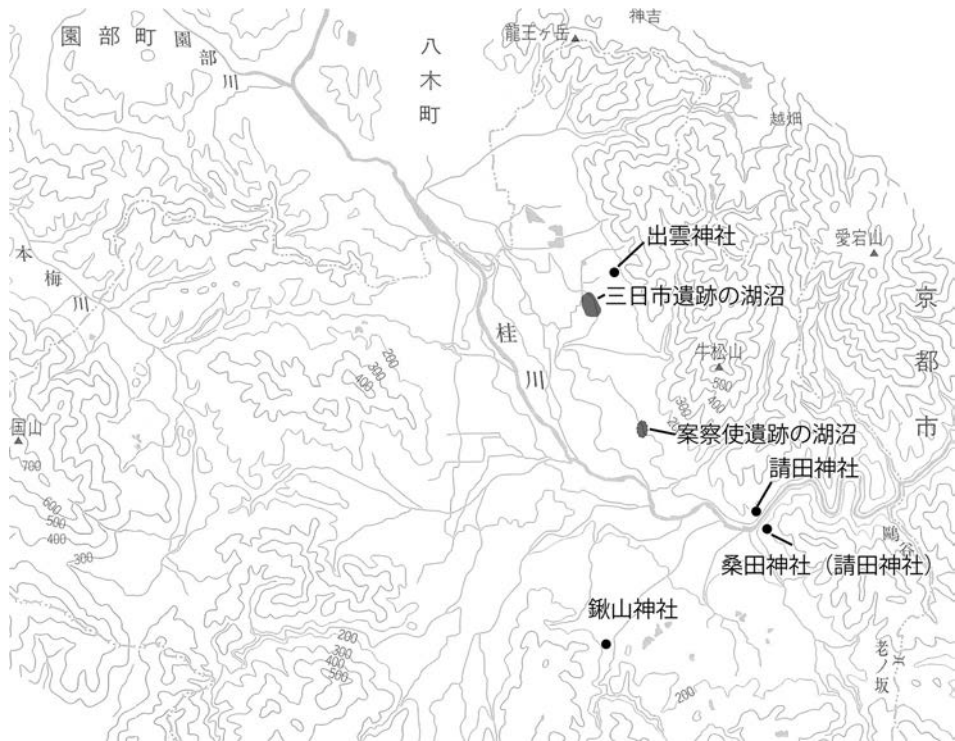 神吉
龍王ヶ岳
園部町
園部川
八木町
越畑
出雲神社
愛宕山
本梅川
三日市遺跡の湖沼
京都市
桂川
牛松山
200
300
400
500
400
300
200
国山
700
600
500
400
300
案察使遺跡の湖沼
請田神社
桑田神社（請田神社）
鍬山神社
200
300
400
500
老ノ坂
200